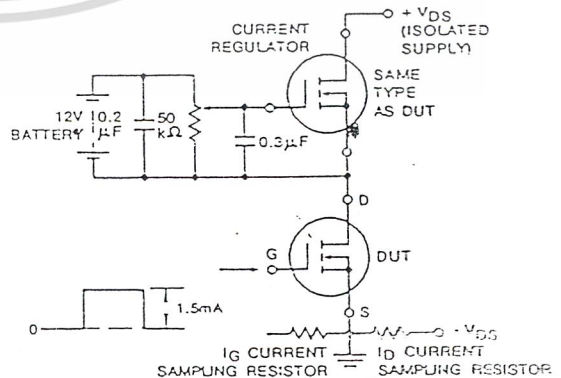 + VDS
(ISOLATED
SUPPLY)
CURRENT
REGULATOR
SAME
TYPE
AS DUT
12V
BATTERY
0.2
µF
50
kΩ
0.3µF
D
G
DUT
1.5mA
0
S
- VDS
IG CURRENT
SAMPLING RESISTOR
ID CURRENT
SAMPLING RESISTOR